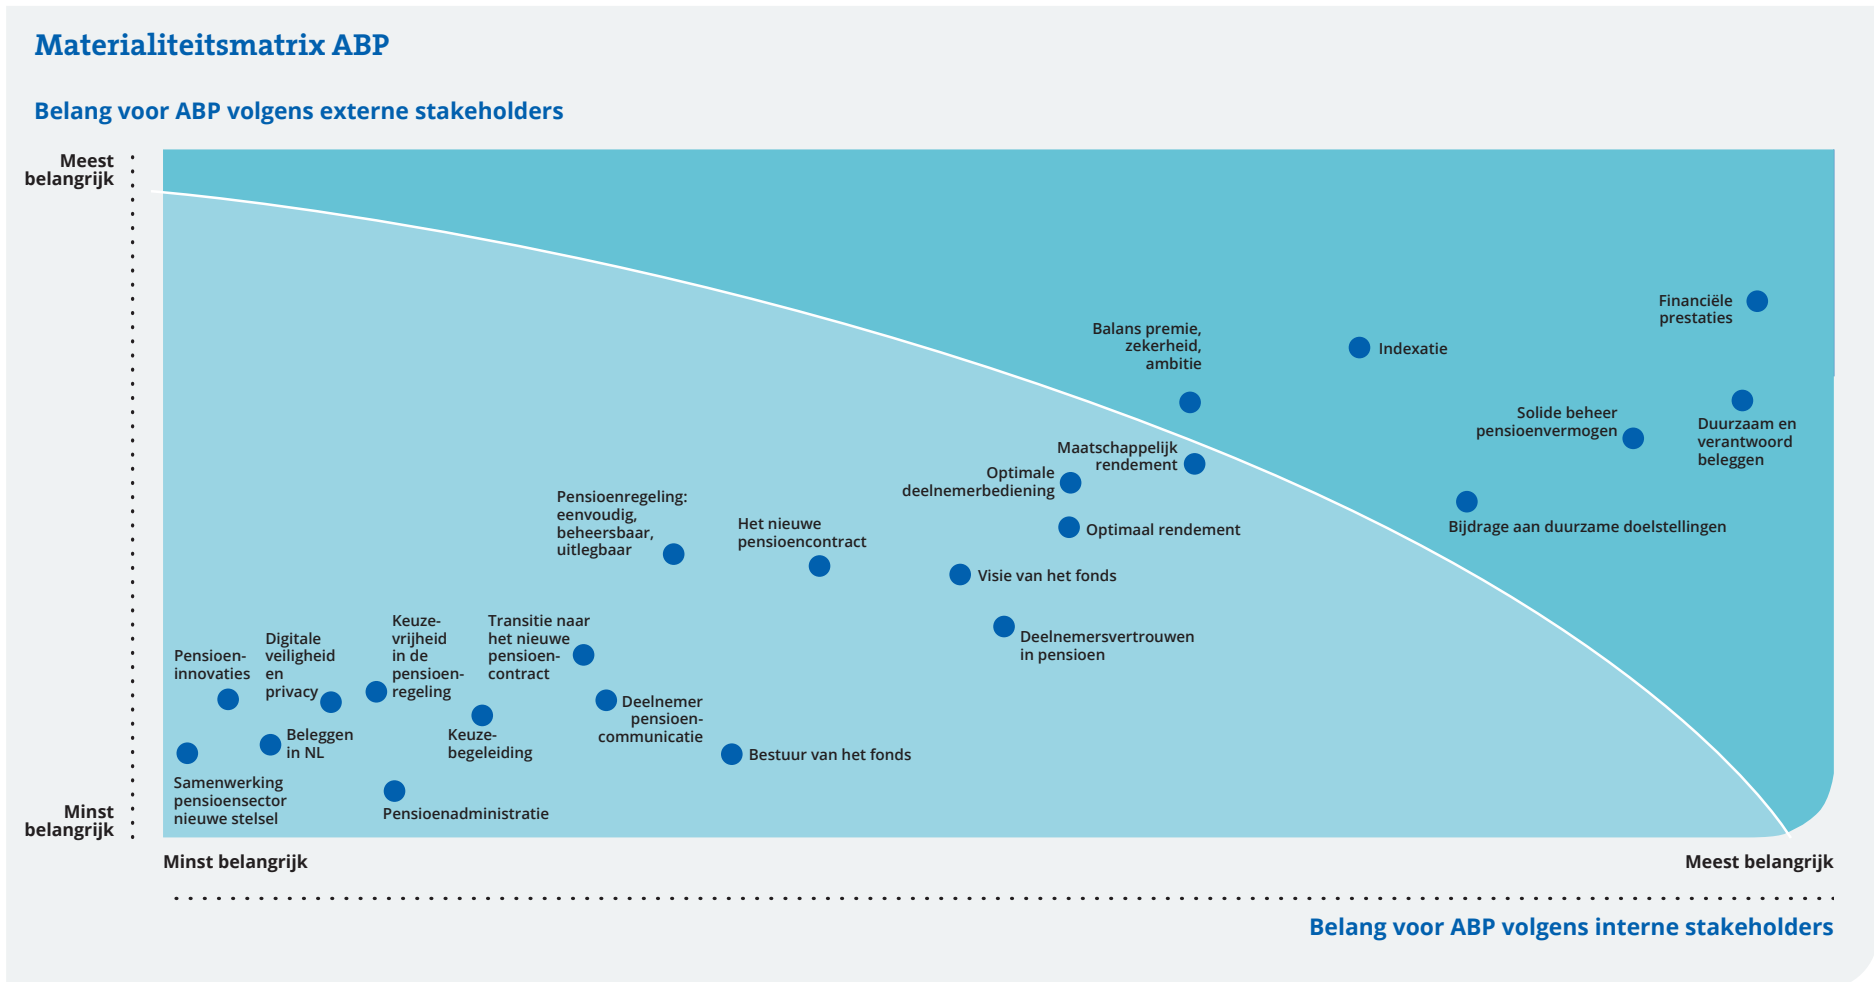 Materialiteitsmatrix ABP
Belang voor ABP volgens externe stakeholders
Meest
belangrijk
Financiële
prestaties
Balans premie,
zekerheid,
ambitie
Indexatie
Solide beheer
pensioenvermogen
Duurzaam en
verantwoord
beleggen
Maatschappelijk
rendement
Optimale
deelnemerbediening
Pensioenregeling:
eenvoudig,
beheersbaar,
uitlegbaar
Het nieuwe
pensioencontract
Optimaal rendement
Bijdrage aan duurzame doelstellingen
Visie van het fonds
Deelnemersvertrouwen
in pensioen
Pensioen-
innovaties
Digitale
veiligheid
en
privacy
Keuze-
vrijheid
in de
pensioen-
regeling
Transitie naar
het nieuwe
pensioen-
contract
Deelnemer
pensioen-
communicatie
Beleggen
in NL
Keuze-
begeleiding
Bestuur van het fonds
Samenwerking
pensioensector
nieuwe stelsel
Pensioenadministratie
Minst
belangrijk
Minst belangrijk
Meest belangrijk
Belang voor ABP volgens interne stakeholders